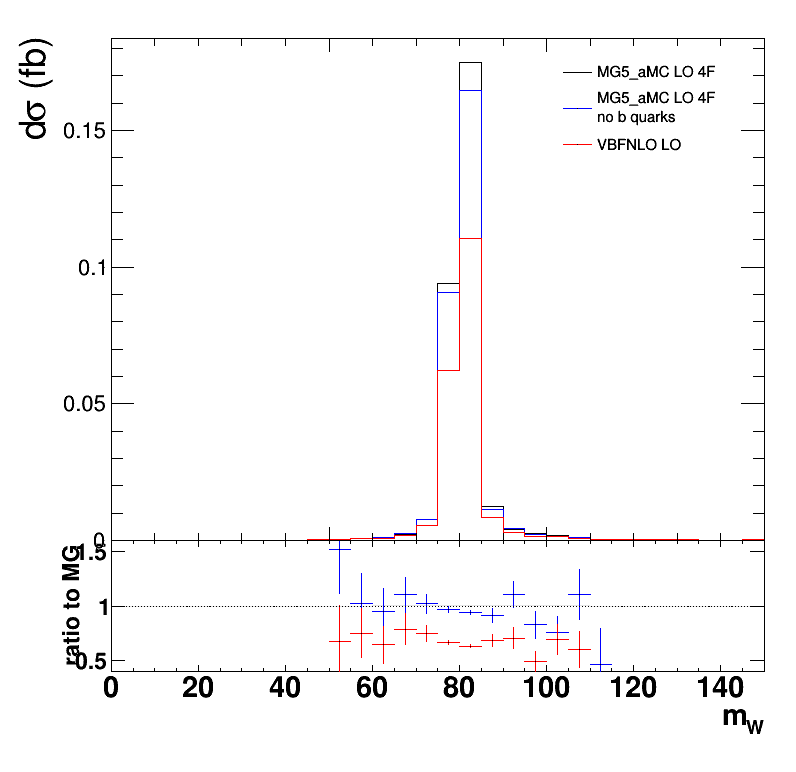 dσ (fb)
MG5_aMC LO 4F
MG5_aMC LO 4F
no b quarks
VBFNLO LO
0.15
0.1
0.05
0
ratio to MG
1.5
1
0.5
0 20 40 60 80 100 120 140
m_W